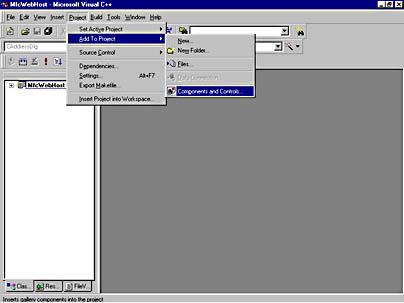 MfcWebHost - Microsoft Visual C++
File Edit View Insert Project Build Tools Window Help
Set Active Project
Add To Project
Source Control
Dependencies...
Settings... Alt+F7
Export Makefile...
Insert Project into Workspace...
New...
New Folder...
Files...
Data Connection...
Components and Controls...
CAddressDlg
MfcWebHost
Clas... Res... FileV...
Inserts gallery components into the project